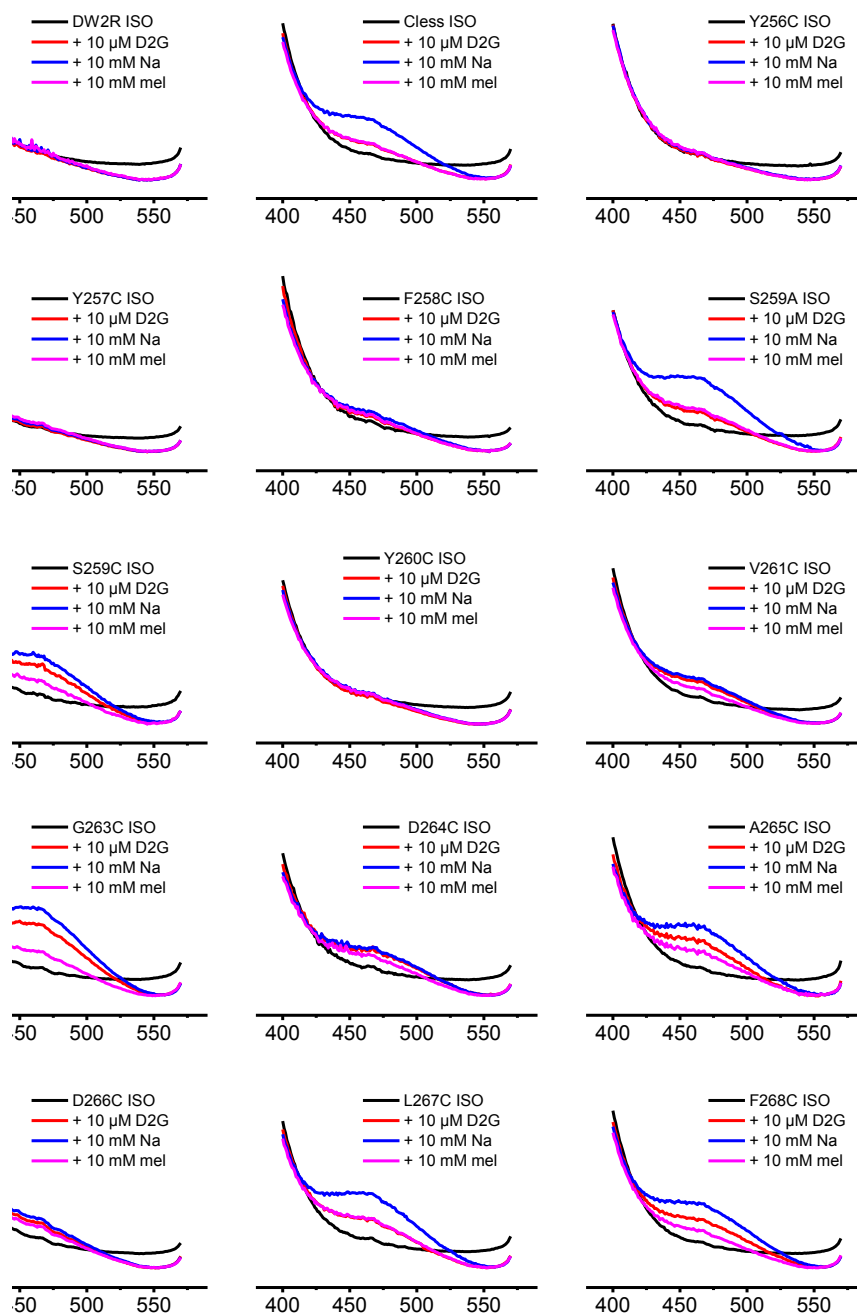 DW2R ISO
+ 10 µM D2G
+ 10 mM Na
+ 10 mM mel
450 500 550
Cless ISO
+ 10 µM D2G
+ 10 mM Na
+ 10 mM mel
400 450 500 550
Y256C ISO
+ 10 µM D2G
+ 10 mM Na
+ 10 mM mel
400 450 500 550
Y257C ISO
+ 10 µM D2G
+ 10 mM Na
+ 10 mM mel
450 500 550
F258C ISO
+ 10 µM D2G
+ 10 mM Na
+ 10 mM mel
400 450 500 550
S259A ISO
+ 10 µM D2G
+ 10 mM Na
+ 10 mM mel
400 450 500 550
S259C ISO
+ 10 µM D2G
+ 10 mM Na
+ 10 mM mel
450 500 550
Y260C ISO
+ 10 µM D2G
+ 10 mM Na
+ 10 mM mel
400 450 500 550
V261C ISO
+ 10 µM D2G
+ 10 mM Na
+ 10 mM mel
400 450 500 550
G263C ISO
+ 10 µM D2G
+ 10 mM Na
+ 10 mM mel
450 500 550
D264C ISO
+ 10 µM D2G
+ 10 mM Na
+ 10 mM mel
400 450 500 550
A265C ISO
+ 10 µM D2G
+ 10 mM Na
+ 10 mM mel
400 450 500 550
D266C ISO
+ 10 µM D2G
+ 10 mM Na
+ 10 mM mel
450 500 550
L267C ISO
+ 10 µM D2G
+ 10 mM Na
+ 10 mM mel
400 450 500 550
F268C ISO
+ 10 µM D2G
+ 10 mM Na
+ 10 mM mel
400 450 500 550